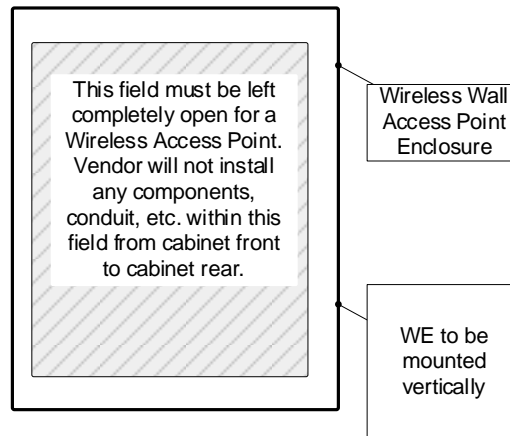 This field must be left
completely open for a
Wireless Access Point.
Vendor will not install
any components,
conduit, etc. within this
field from cabinet front
to cabinet rear.
Wireless Wall
Access Point
Enclosure
WE to be
mounted
vertically